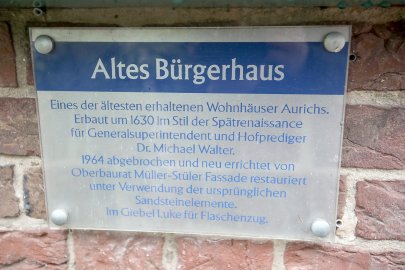 Altes Bürgerhaus
Eines der ältesten erhaltenen Wohnhäuser Aurichs.
Erbaut um 1630 im Stil der Spätrenaissance
für Generalsuperintendent und Hofprediger
Dr. Michael Walter.
1964 abgebrochen und neu errichtet von
Oberbaurat Müller-Stüler Fassade restauriert
unter Verwendung der ursprünglichen
Sandsteinelemente.
Im Giebel Luke für Flaschenzug.